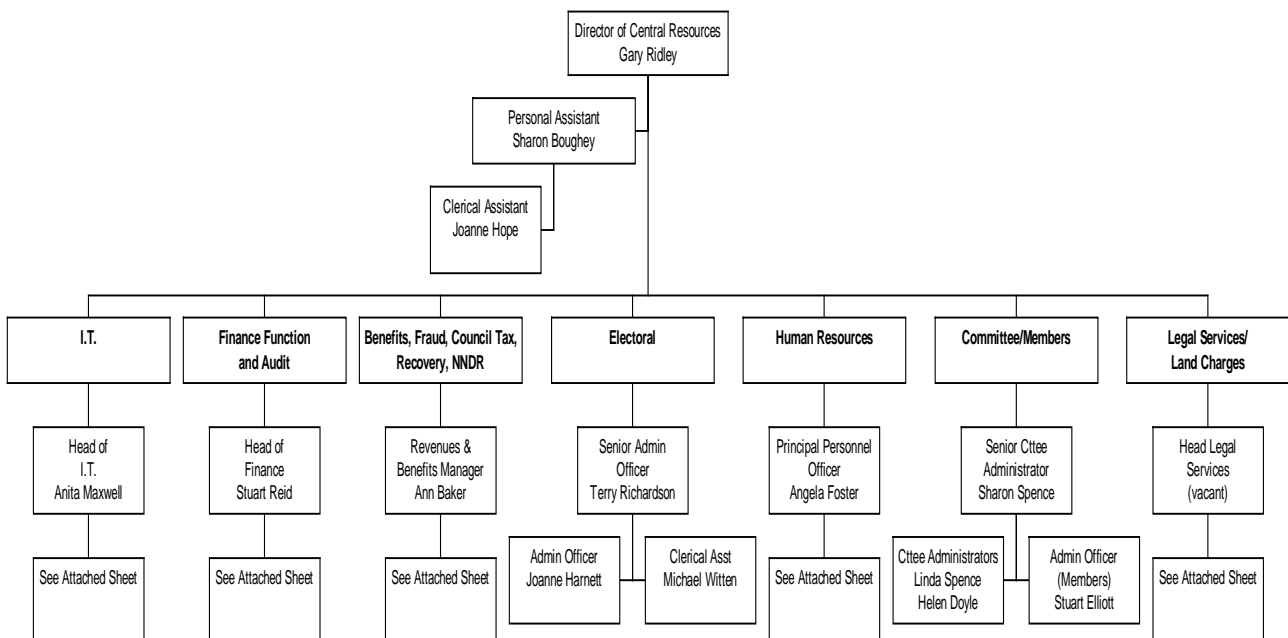 Director of Central Resources
Gary Ridley
Personal Assistant
Sharon Boughey
Clerical Assistant
Joanne Hope
I.T.
Finance Function
and Audit
Benefits, Fraud, Council Tax,
Recovery, NNDR
Electoral
Human Resources
Committee/Members
Legal Services/
Land Charges
Head of
I.T.
Anita Maxwell
Head of
Finance
Stuart Reid
Revenues &
Benefits Manager
Ann Baker
Senior Admin
Officer
Terry Richardson
Principal Personnel
Officer
Angela Foster
Senior Cttee
Administrator
Sharon Spence
Head Legal
Services
(vacant)
See Attached Sheet
See Attached Sheet
See Attached Sheet
Admin Officer
Joanne Harnett
Clerical Asst
Michael Witten
See Attached Sheet
Cttee Administrators
Linda Spence
Helen Doyle
Admin Officer
(Members)
Stuart Elliott
See Attached Sheet